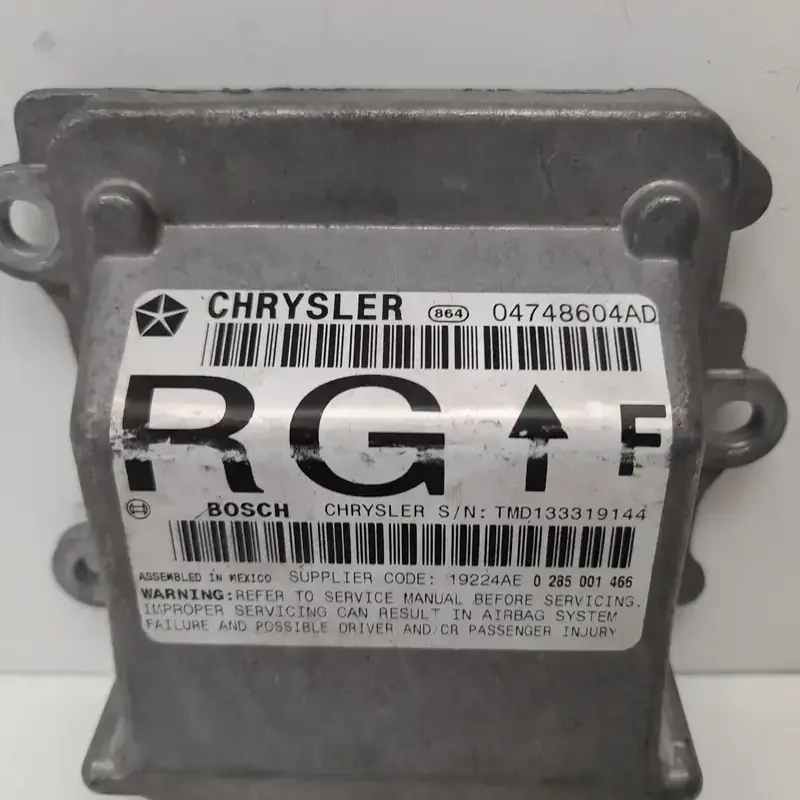 CHRYSLER 864 04748604AD
RG F
BOSCH CHRYSLER S/N: TMD133319144
ASSEMBLED IN MEXICO SUPPLIER CODE: 19224AE 0 285 001 466
WARNING:REFER TO SERVICE MANUAL BEFORE SERVICING.
IMPROPER SERVICING CAN RESULT IN AIRBAG SYSTEM
FAILURE AND POSSIBLE DRIVER AND/OR PASSENGER INJURY